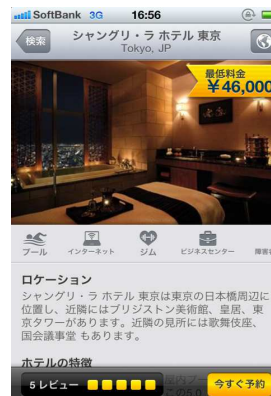 SoftBank 3G 16:56
検索
シャングリ・ラ ホテル 東京
Tokyo, JP
最低料金
￥46,000
プール インターネット ジム ビジネスセンター 障害
ロケーション
シャングリ・ラ ホテル 東京は東京の日本橋周辺に
位置し、近隣にはブリジストン美術館、皇居、東
京タワーがあります。近隣の見所には歌舞伎座、
国会議事堂 もあります。
ホテルの特徴
5 レビュー
今すぐ予約